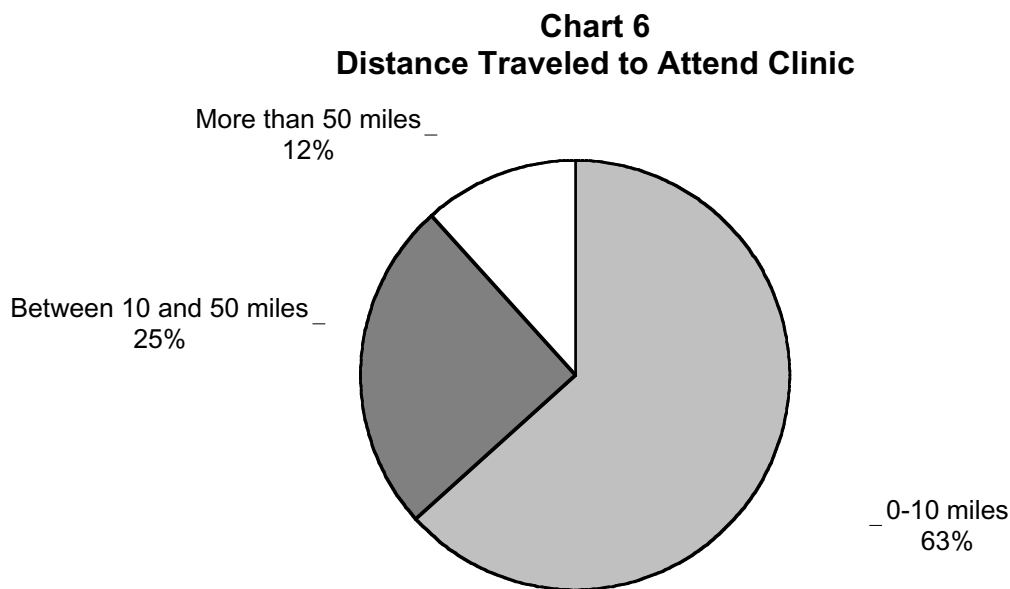 Chart 6
Distance Traveled to Attend Clinic
More than 50 miles _
12%
Between 10 and 50 miles _
25%
_ 0-10 miles
63%